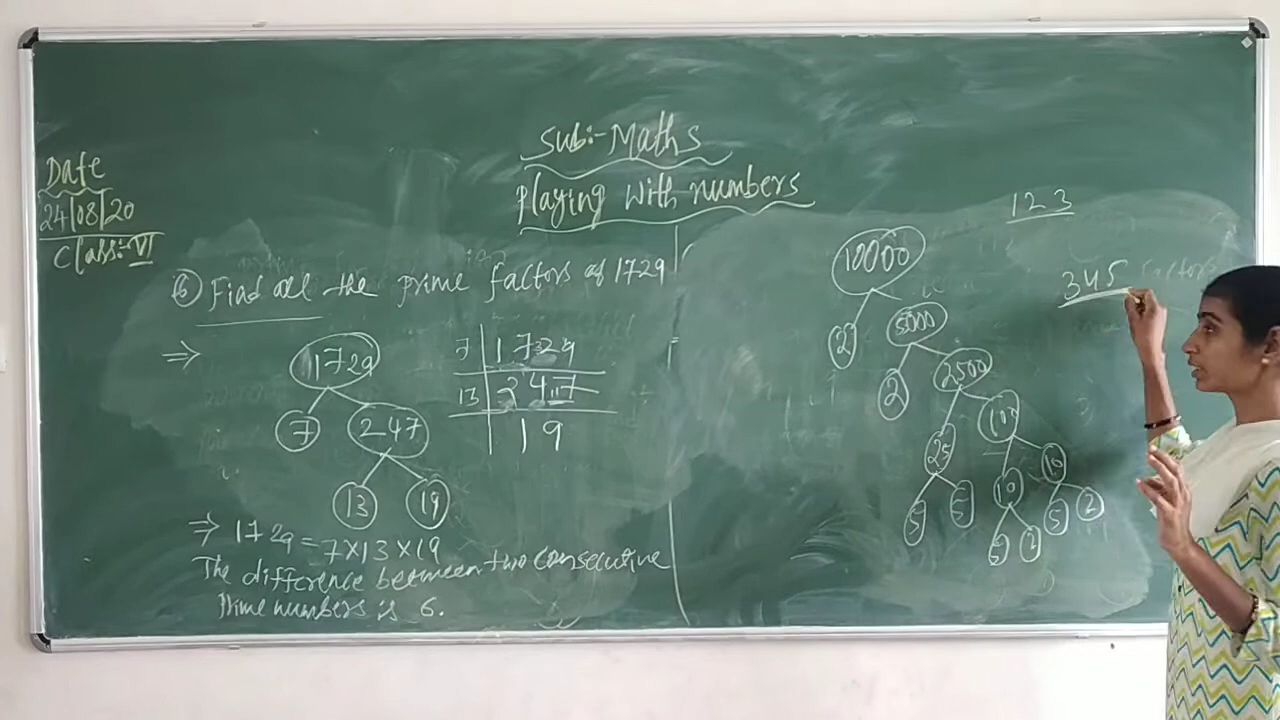 Sub:- Maths
Playing with numbers
Date
24/08/20
Class:- VI
6 Find all the prime factors of 1729
⇒ 1729
7 247
13 19
7 1729
13 247
19
⇒ 1729 = 7×13×19
The difference between two consecutive
Prime numbers is 6.
10000
2 5000
2 2500
25 100
5 5 10 10
5 2 5 2
123
345